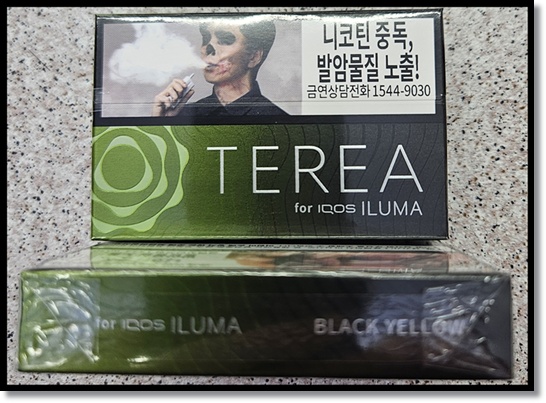 니코틴 중독,
발암물질 노출!
금연상담전화 1544-9030
TEREA
for IQOS ILUMA
for IQOS ILUMA BLACK YELLOW